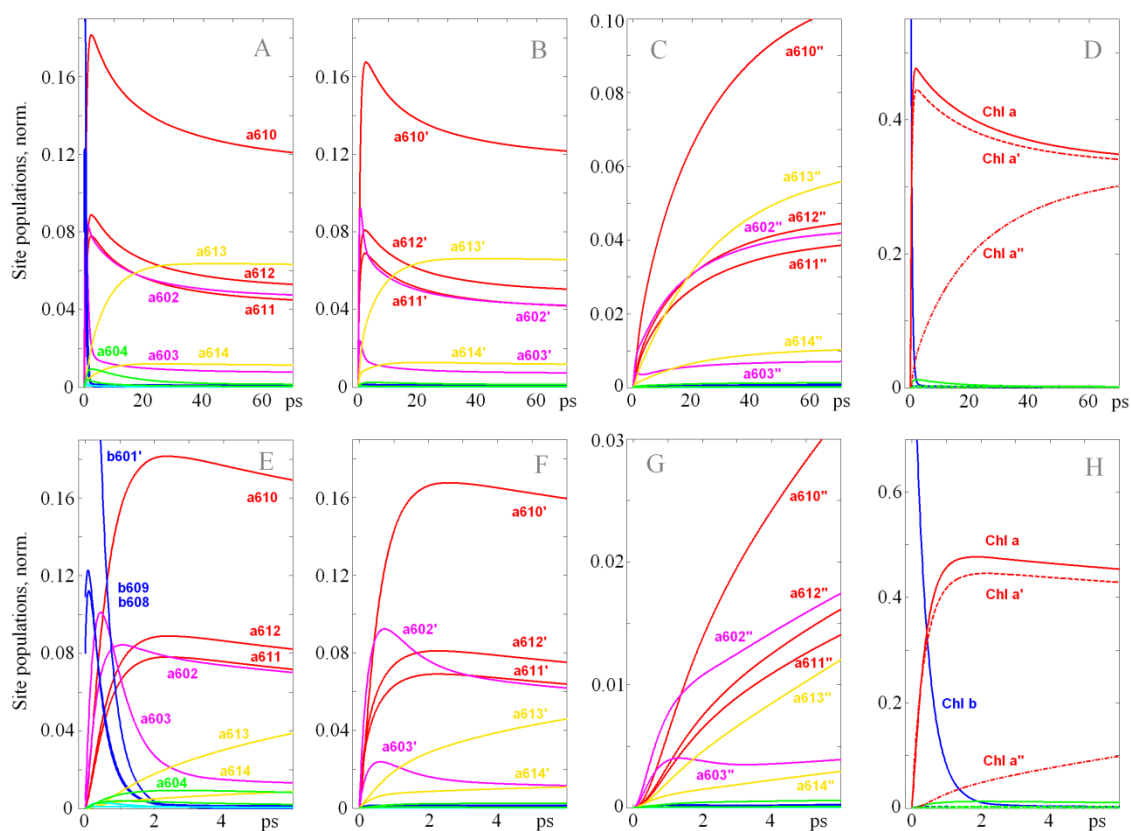 Site populations, norm.
A
0.16
0.12
0.08
0.04
0
a610
a613
a612
a602
a611
a604
a603
a614
0 20 40 60 ps
B
0.16
0.12
0.08
0.04
0
a610'
a612'
a613'
a611'
a602'
a614'
a603'
0 20 40 60 ps
C
0.10
0.08
0.06
0.04
0.02
0.00
a610"
a613"
a612"
a602"
a611"
a614"
a603"
0 20 40 60 ps
D
0.4
0.2
0
Chl a
Chl a'
Chl a"
0 20 40 60 ps
Site populations, norm.
E
0.16
0.12
0.08
0.04
0
b601'
a610
b609
b608
a612
a611
a602
a603
a613
a614
a604
0 2 4 ps
F
0.16
0.12
0.08
0.04
0
a610'
a602'
a612'
a611'
a613'
a603'
a614'
0 2 4 ps
G
0.03
0.02
0.01
0.00
a610"
a612"
a602"
a611"
a613"
a603"
a614"
0 2 4 ps
H
0.6
0.4
0.2
0
Chl a
Chl a'
Chl b
Chl a"
0 2 4 ps